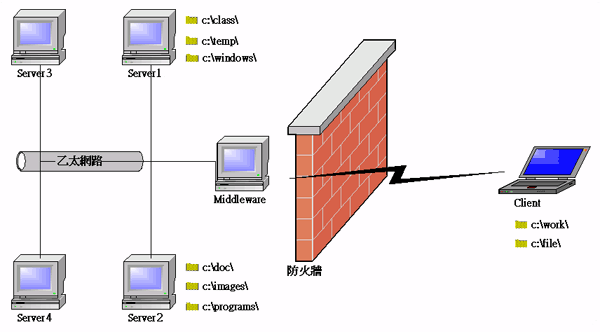 Server3
Server1
c:\class\
c:\temp\
c:\windows\
乙太網路
Middleware
防火牆
Client
c:\work\
c:\file\
Server4
Server2
c:\doc\
c:\images\
c:\programs\